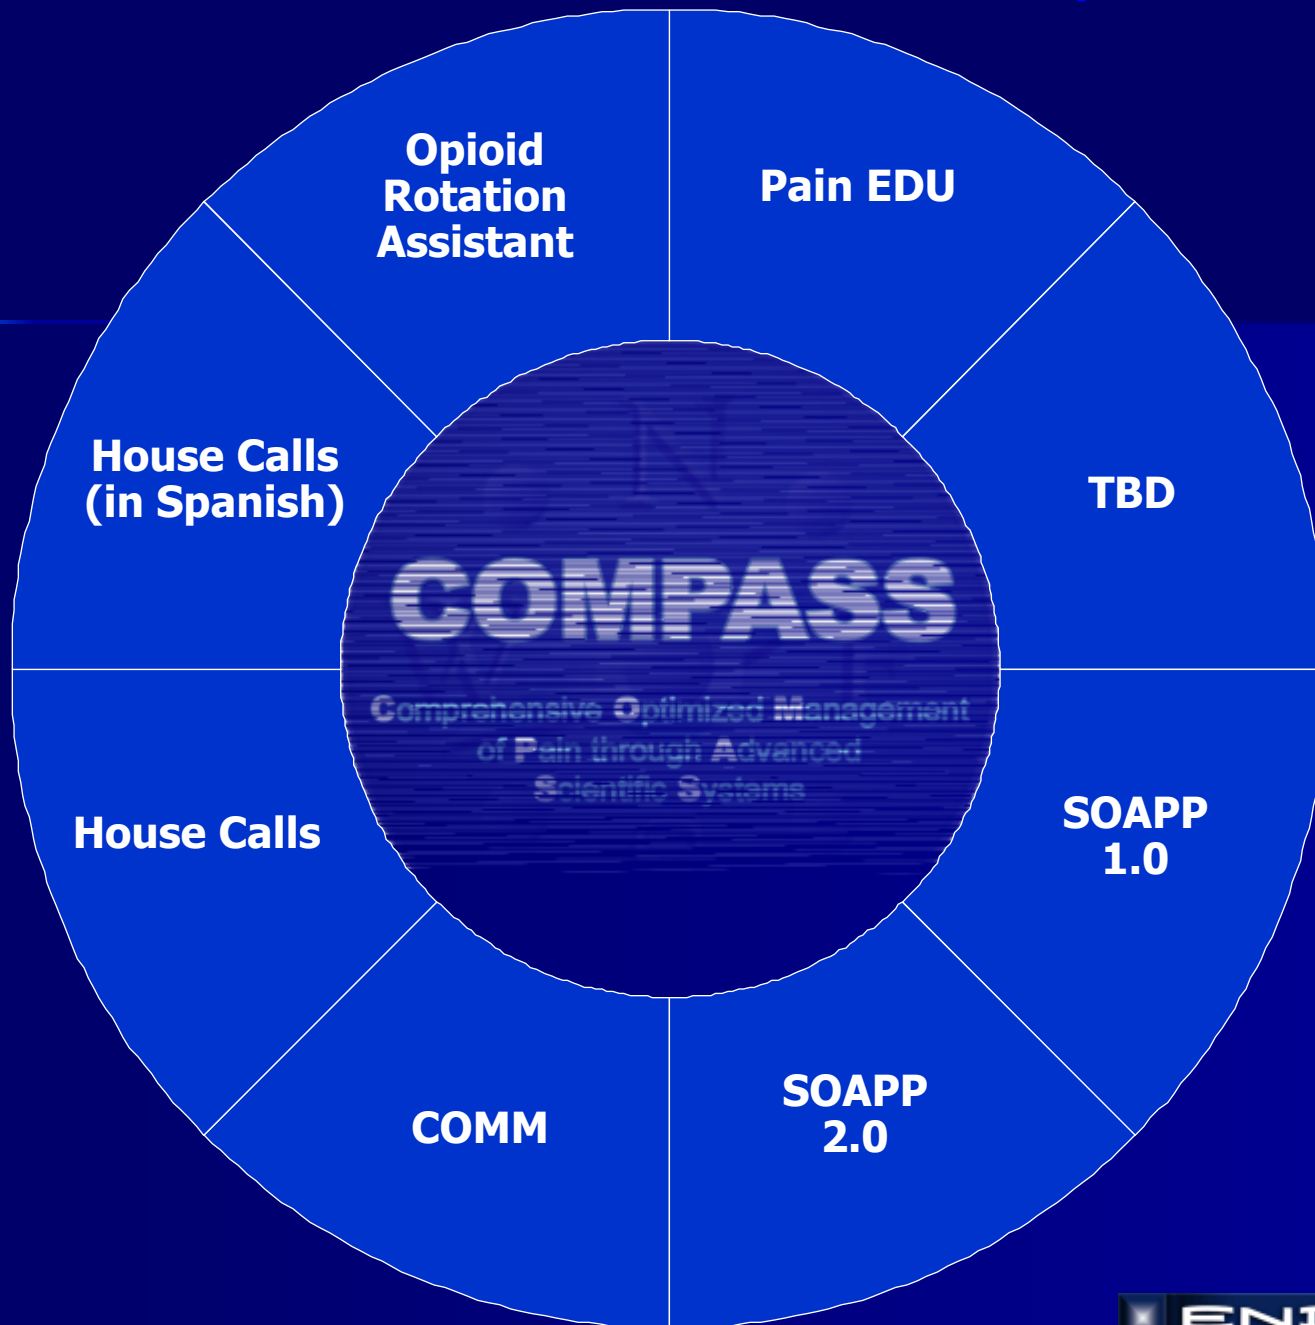 Opioid
Rotation
Assistant
Pain EDU
House Calls
(in Spanish)
TBD
COMPASS
Comprehensive Optimized Management
of Pain through Advanced
Scientific Systems
House Calls
SOAPP
1.0
COMM
SOAPP
2.0